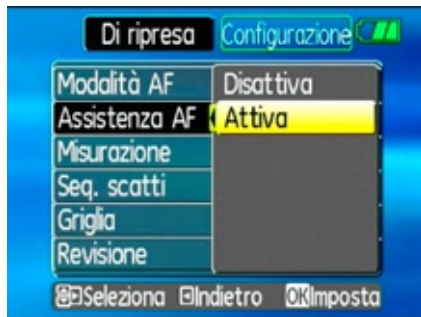 Di ripresa Configurazione
Modalità AF Disattiva
Assistenza AF Attiva
Misurazione
Seq. scatti
Griglia
Revisione
Seleziona Indietro OK Imposta